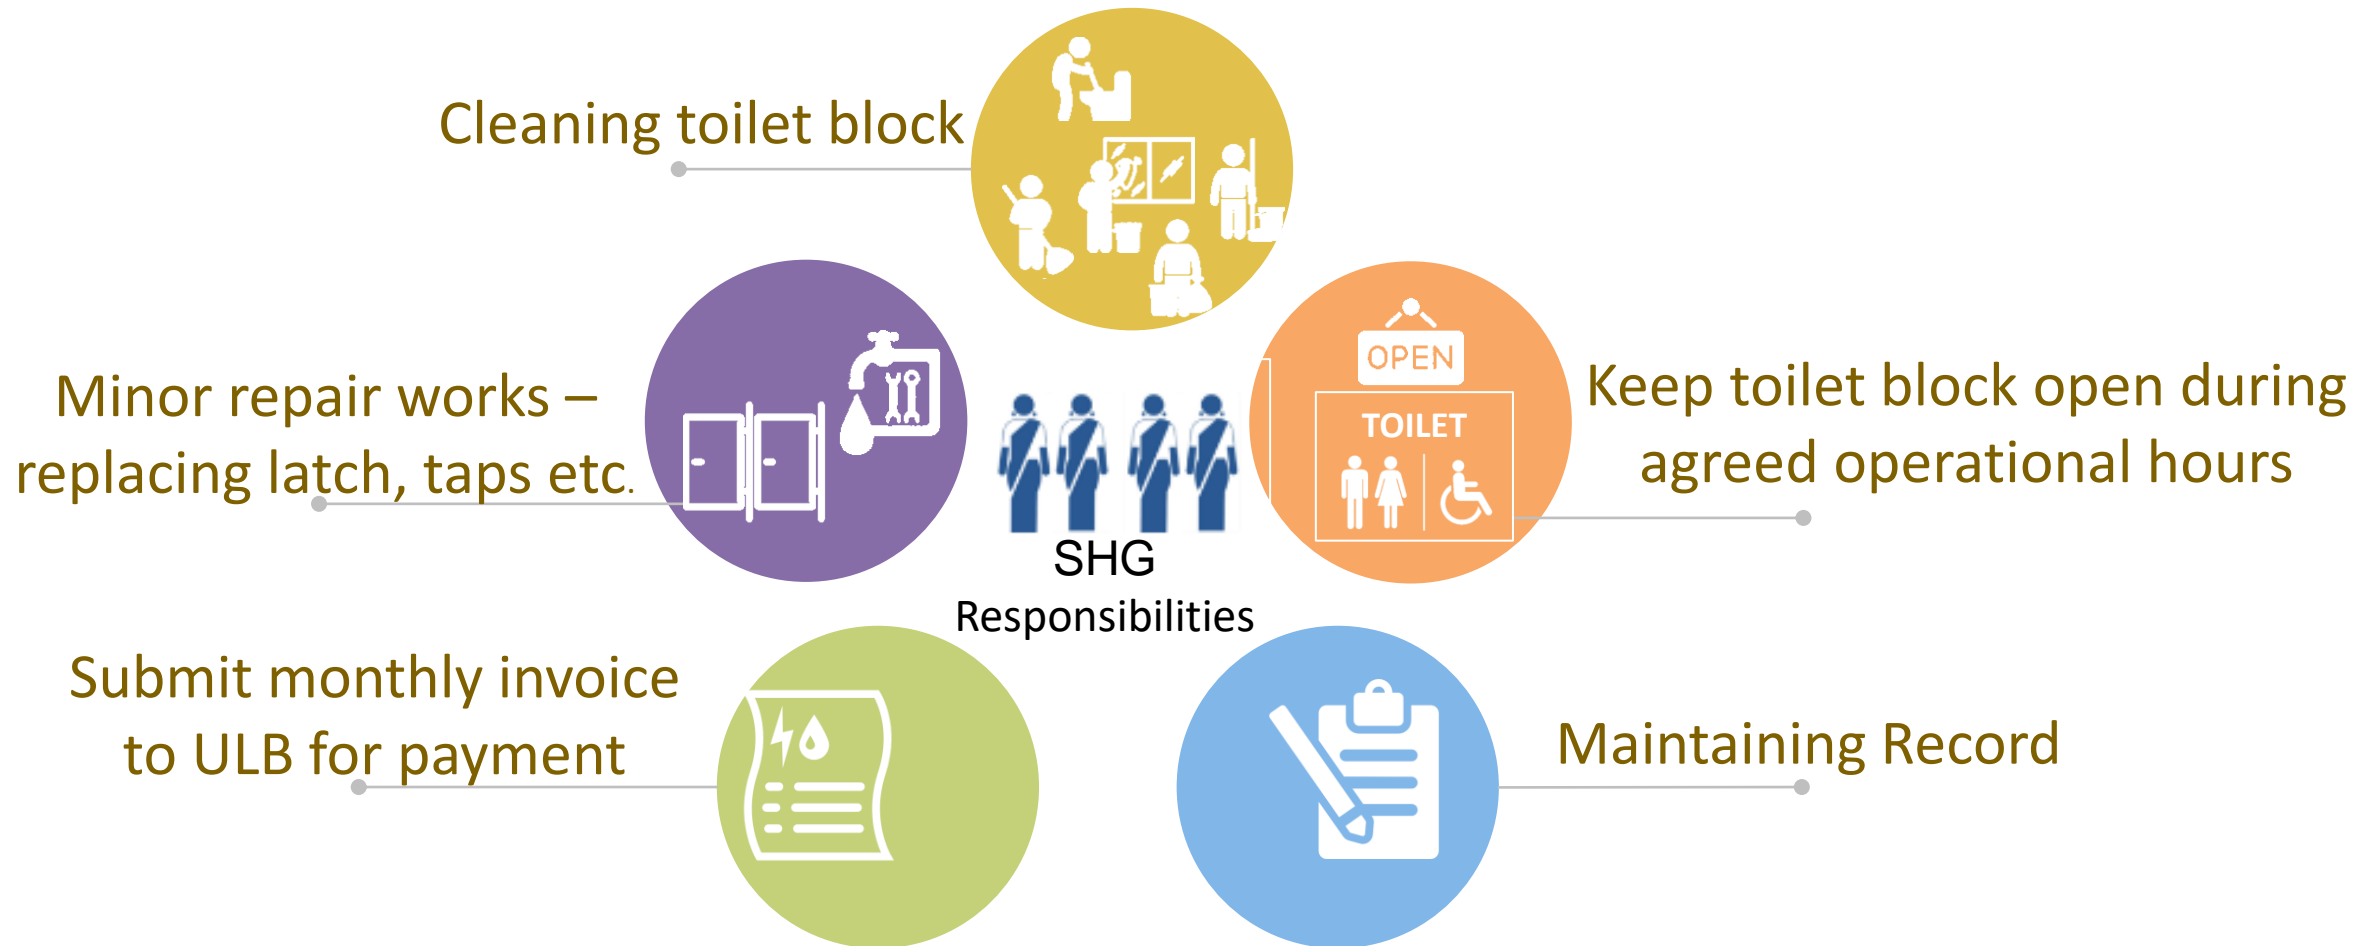 Cleaning toilet block
Minor repair works –
replacing latch, taps etc.
OPEN
TOILET
Keep toilet block open during
agreed operational hours
SHG
Responsibilities
Submit monthly invoice
to ULB for payment
Maintaining Record